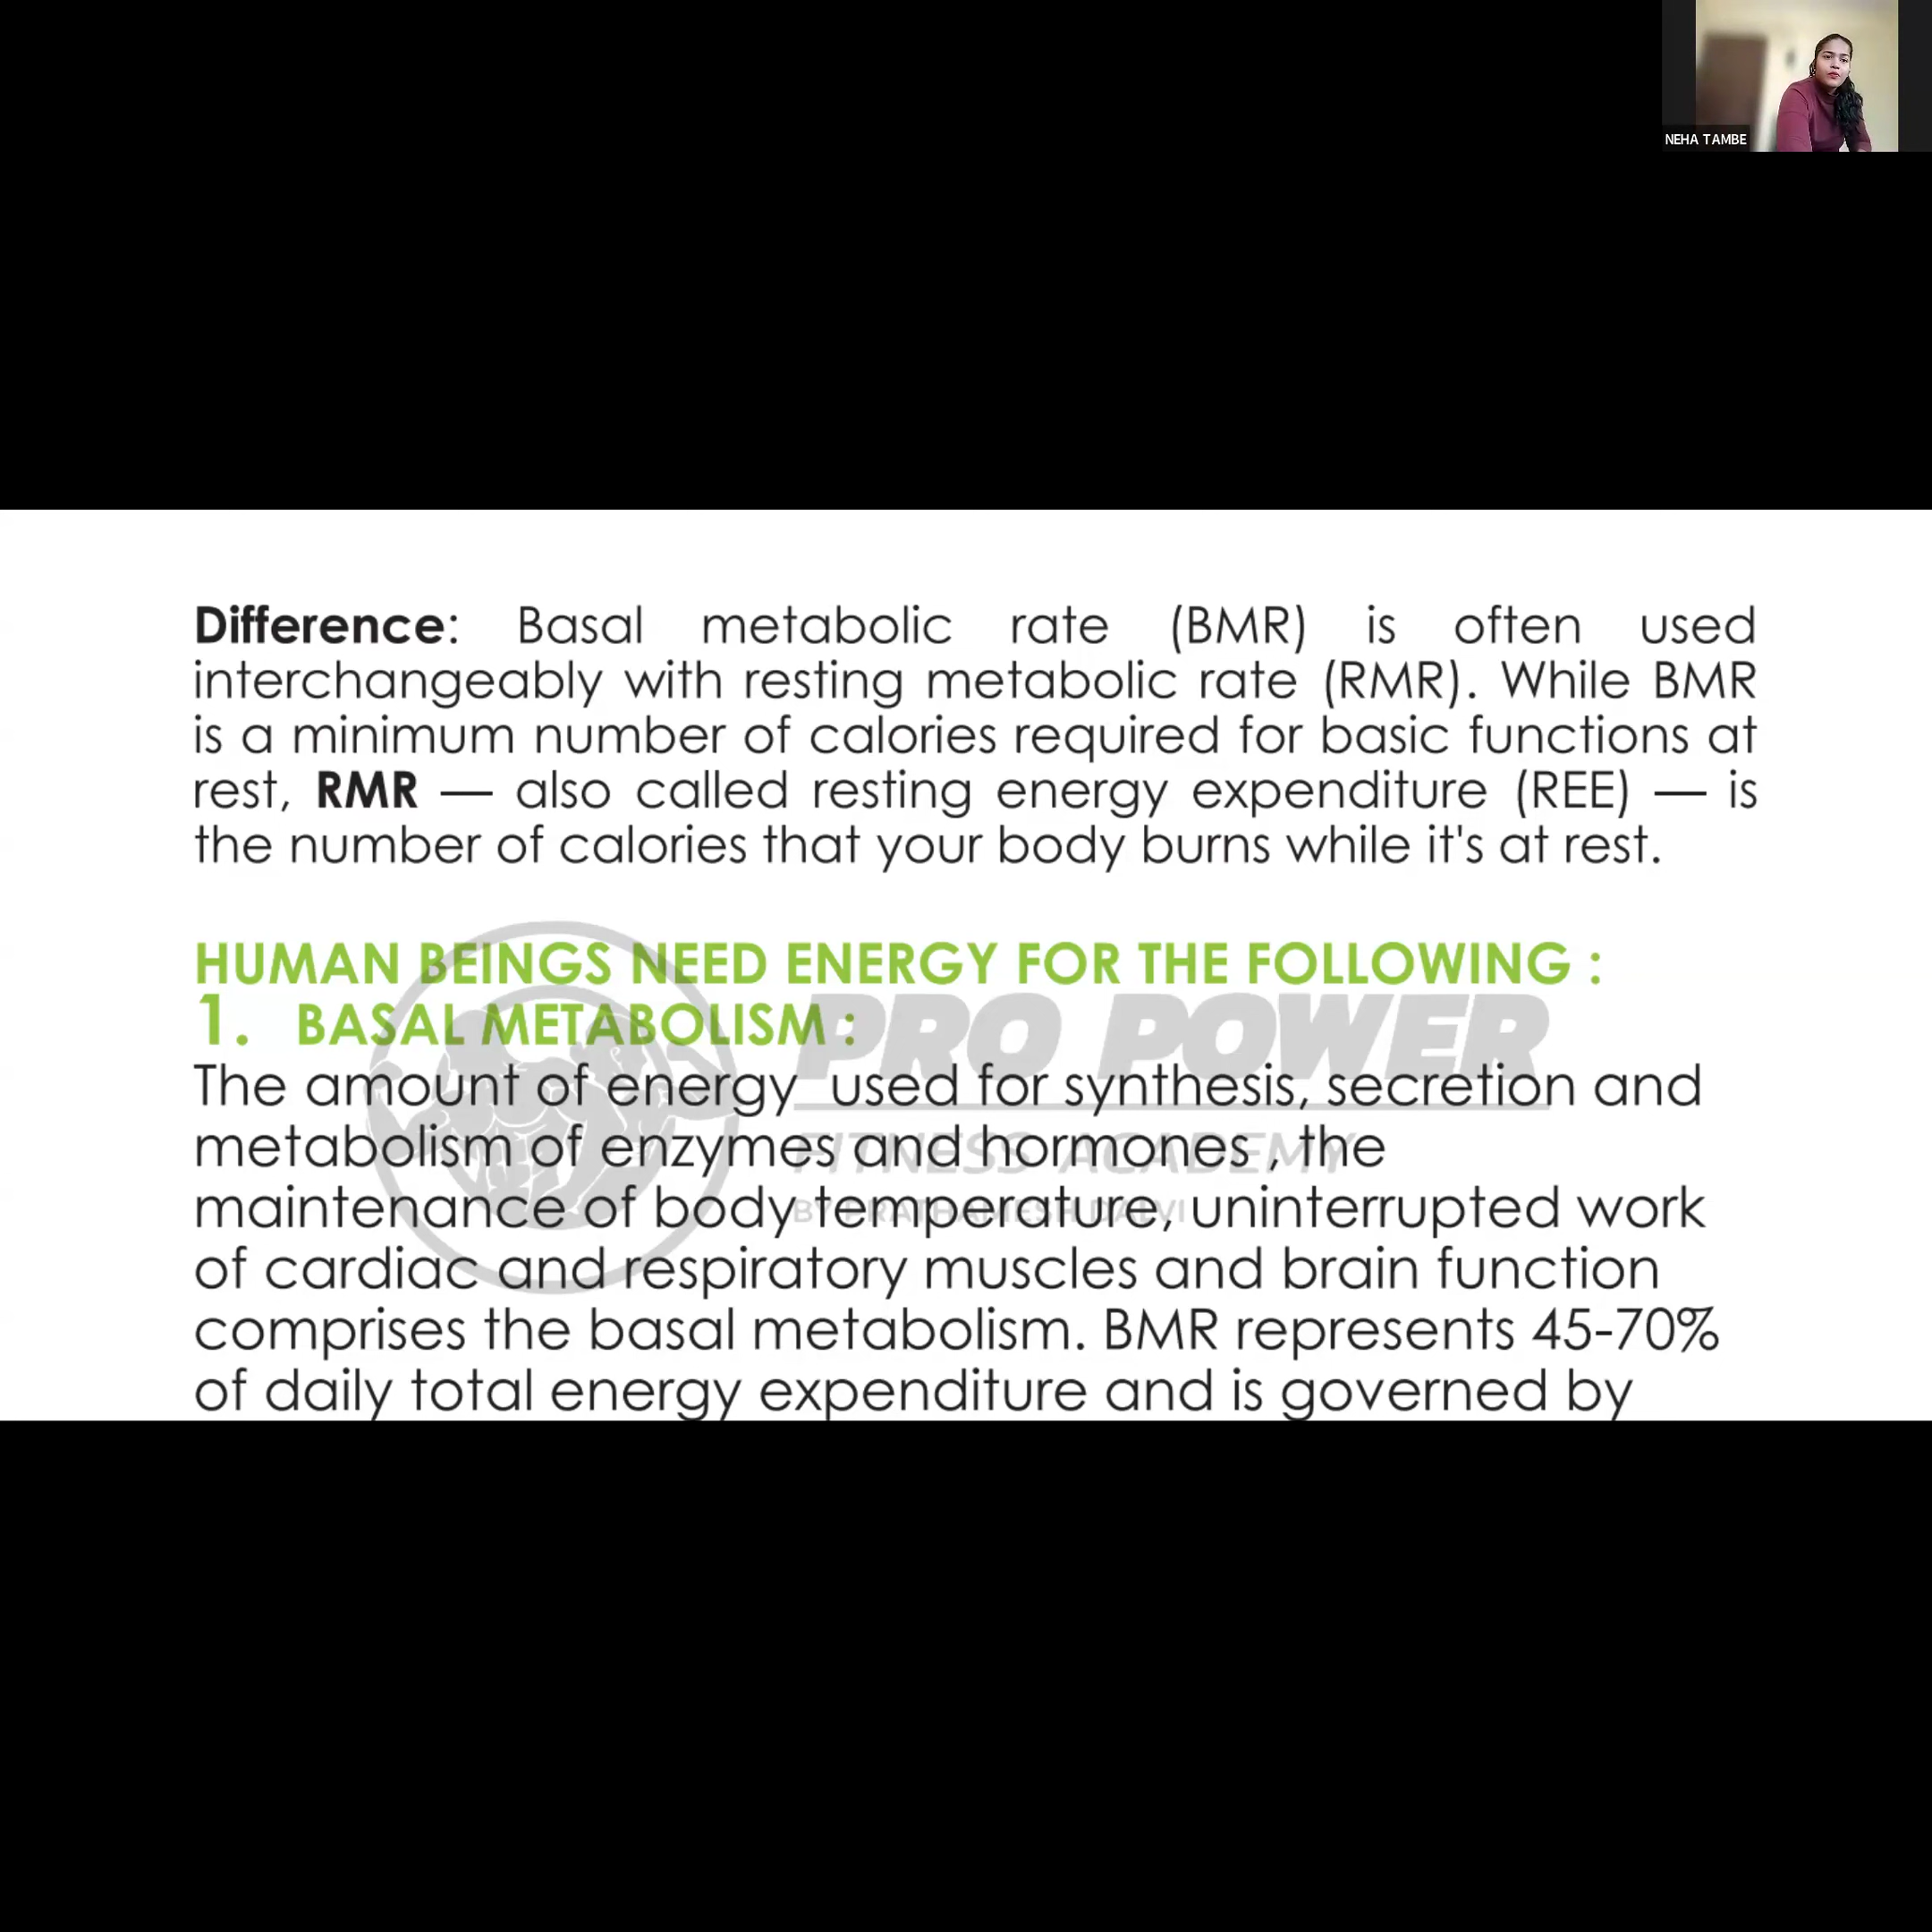 NEHA TAMBE
Difference: Basal metabolic rate (BMR) is often used
interchangeably with resting metabolic rate (RMR). While BMR
is a minimum number of calories required for basic functions at
rest, RMR — also called resting energy expenditure (REE) — is
the number of calories that your body burns while it's at rest.
HUMAN BEINGS NEED ENERGY FOR THE FOLLOWING :
1. BASAL METABOLISM :
The amount of energy used for synthesis, secretion and
metabolism of enzymes and hormones , the
maintenance of body temperature, uninterrupted work
of cardiac and respiratory muscles and brain function
comprises the basal metabolism. BMR represents 45-70%
of daily total energy expenditure and is governed by
PRO POWER
FITNESS ACADEMY
BY PRATHAMESH DALVI